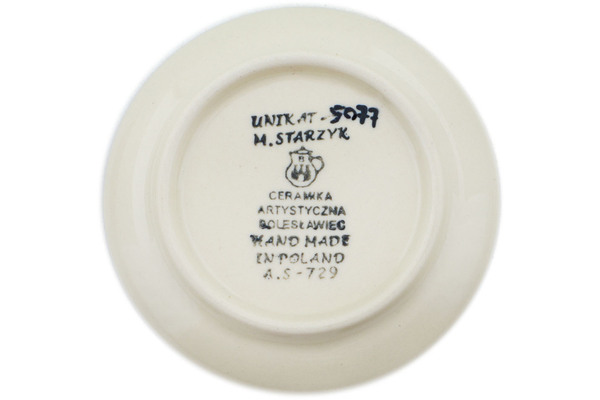 UNIKAT-5077
M. STARZYK
CERAMIKA
ARTYSTYCZNA
BOLESŁAWIEC
HAND MADE
IN POLAND
A.S-729